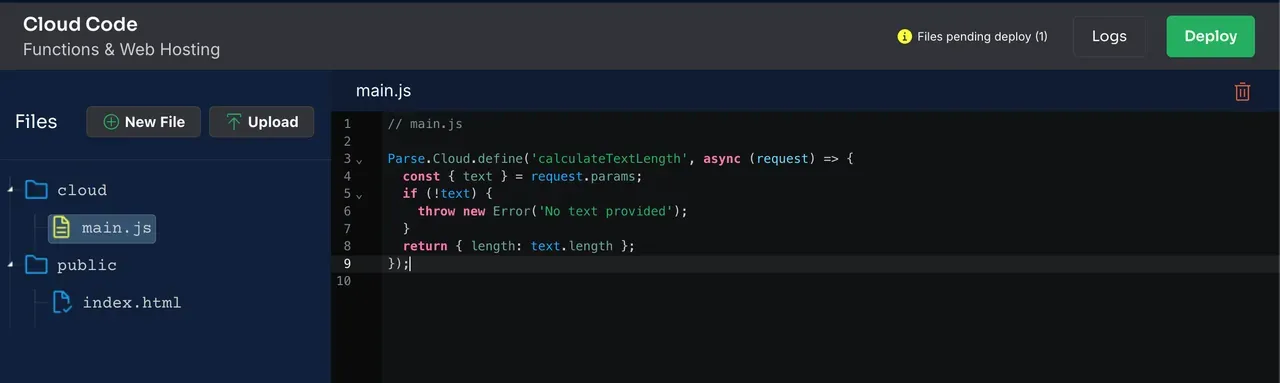 Cloud Code
Functions & Web Hosting
Files pending deploy (1)
Logs
Deploy
Files
New File
Upload
cloud
main.js
public
index.html
main.js
1 // main.js
2
3 Parse.Cloud.define('calculateTextLength', async (request) => {
4   const { text } = request.params;
5   if (!text) {
6     throw new Error('No text provided');
7   }
8   return { length: text.length };
9 });
10